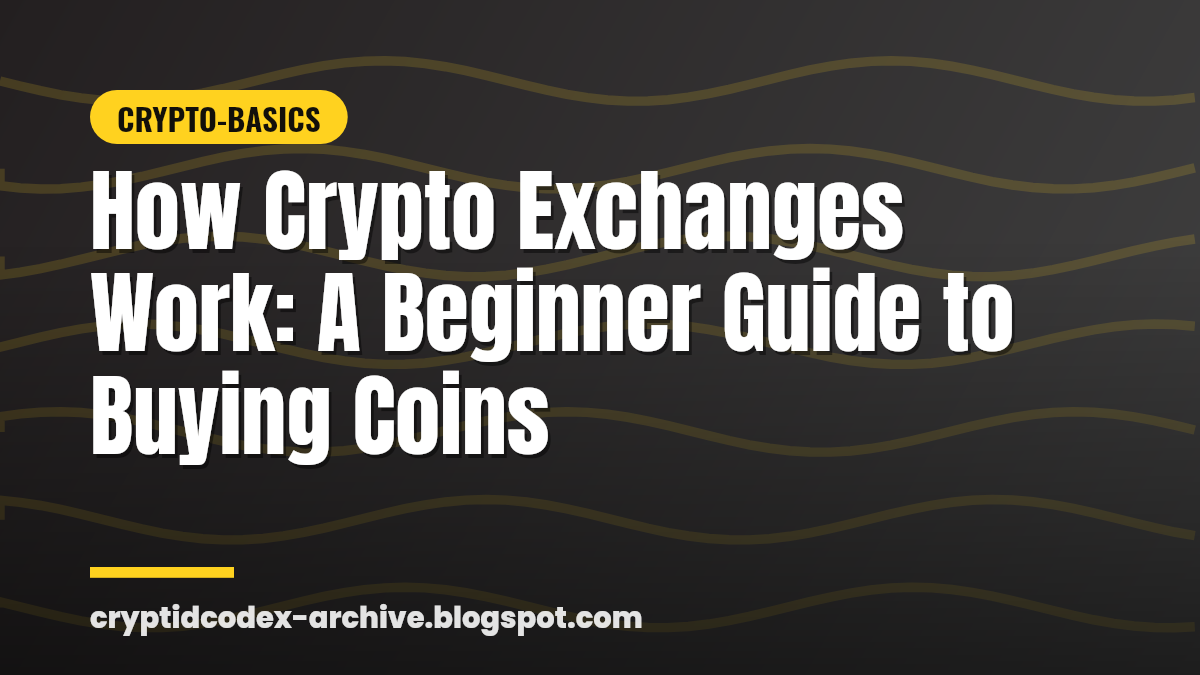 CRYPTO-BASICS
How Crypto Exchanges
Work: A Beginner Guide to
Buying Coins
cryptidcodex-archive.blogspot.com